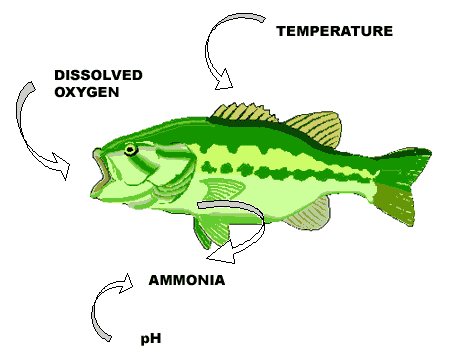 TEMPERATURE
DISSOLVED
OXYGEN
AMMONIA
pH